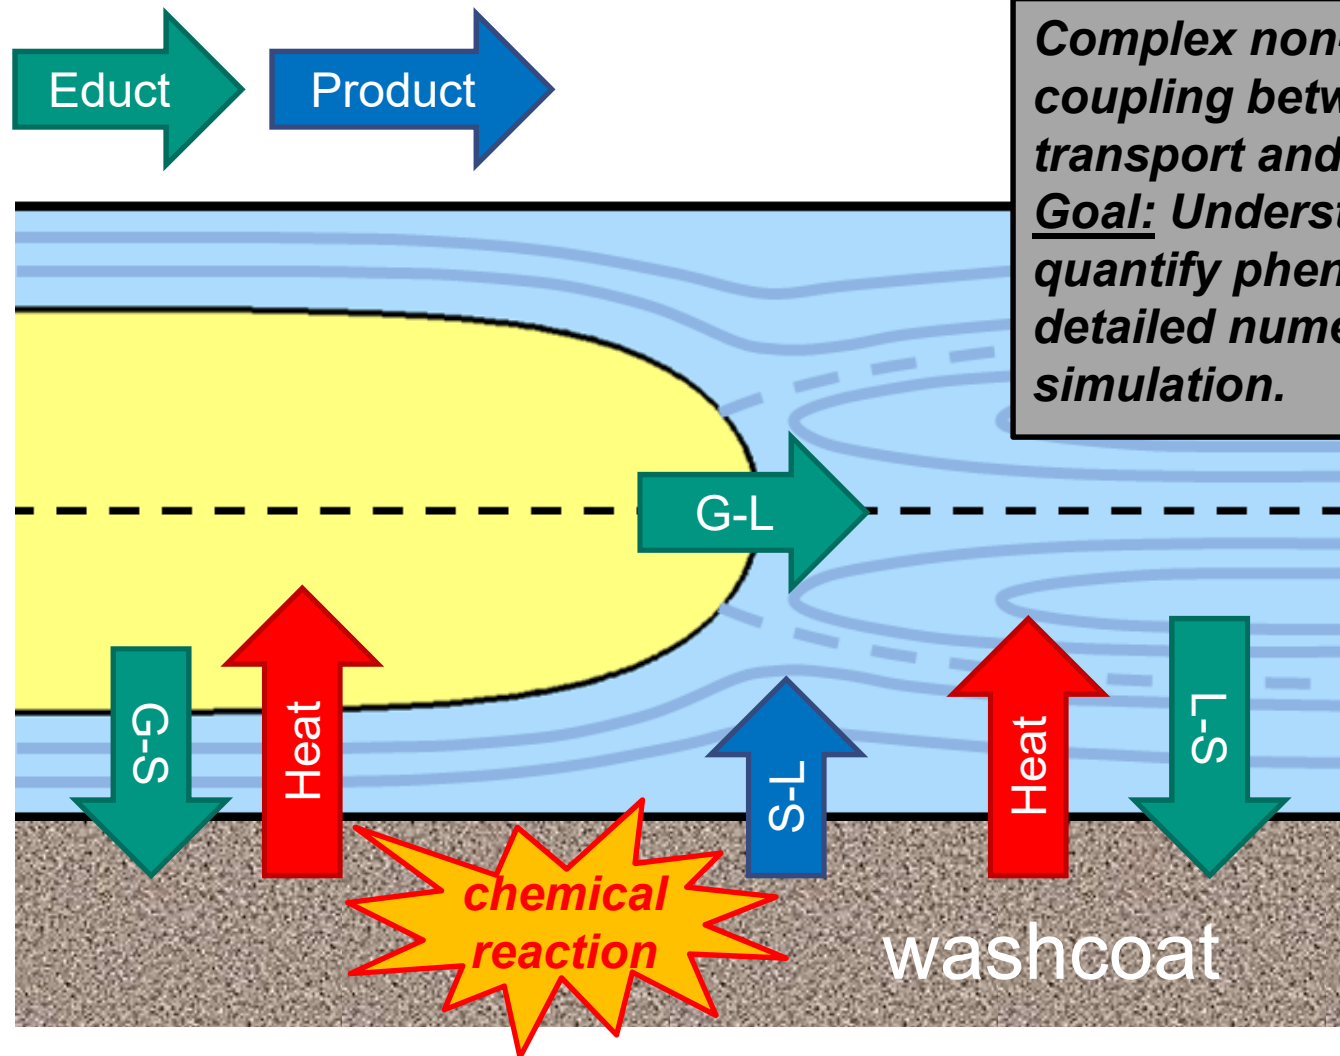 Educt
Product
Complex non-
coupling betw
transport and
Goal: Underst
quantify phen
detailed nume
simulation.
G-L
G-S
Heat
S-L
Heat
L-S
chemical
reaction
washcoat